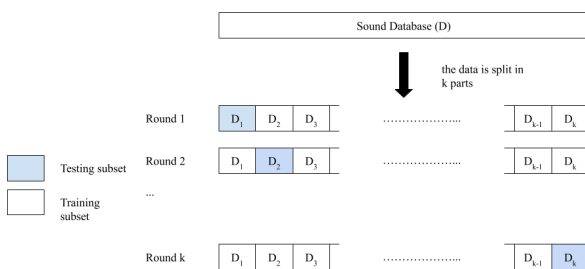 Sound Database (D)
the data is split in
k parts
Round 1 D1 D2 D3 ...................... Dk-1 Dk
Round 2 D1 D2 D3 ...................... Dk-1 Dk
Testing subset
...
Training
subset
Round k D1 D2 D3 ...................... Dk-1 Dk